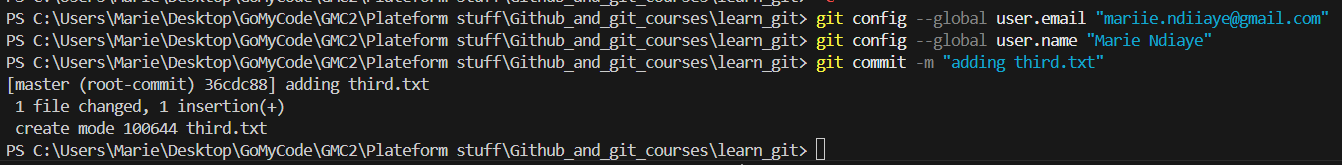 PS C:\Users\Marie\Desktop\GoMyCode\GMC2\Plateform stuff\Github_and_git_courses\learn_git> git config --global user.email "mariie.ndiiaye@gmail.com"
PS C:\Users\Marie\Desktop\GoMyCode\GMC2\Plateform stuff\Github_and_git_courses\learn_git> git config --global user.name "Marie Ndiaye"
PS C:\Users\Marie\Desktop\GoMyCode\GMC2\Plateform stuff\Github_and_git_courses\learn_git> git commit -m "adding third.txt"
[master (root-commit) 36cdc88] adding third.txt
 1 file changed, 1 insertion(+)
 create mode 100644 third.txt
PS C:\Users\Marie\Desktop\GoMyCode\GMC2\Plateform stuff\Github_and_git_courses\learn_git>